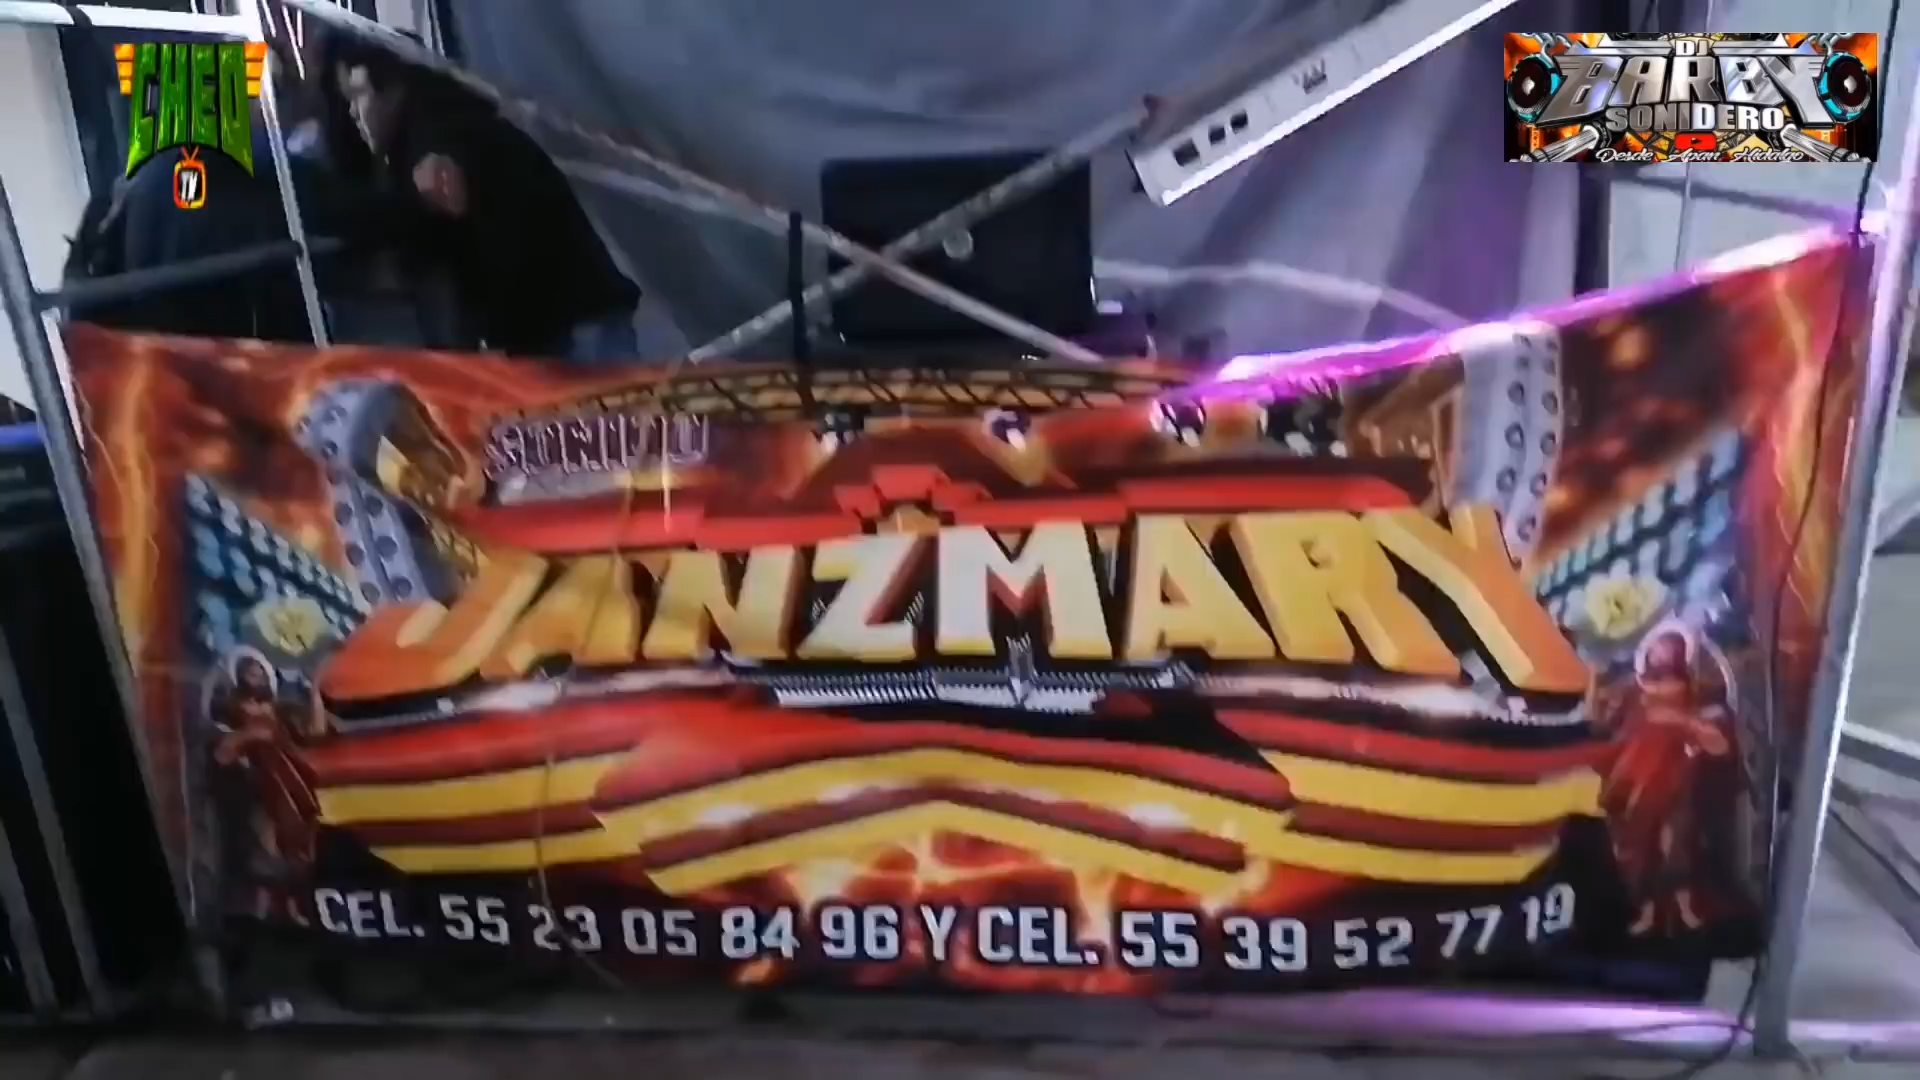 CHEO
TV
DJ
BARBY
SONIDERO
Desde Apan Hidalgo
SONIDO
JANZMARY
CEL. 55 23 05 84 96 Y CEL. 55 39 52 77 19